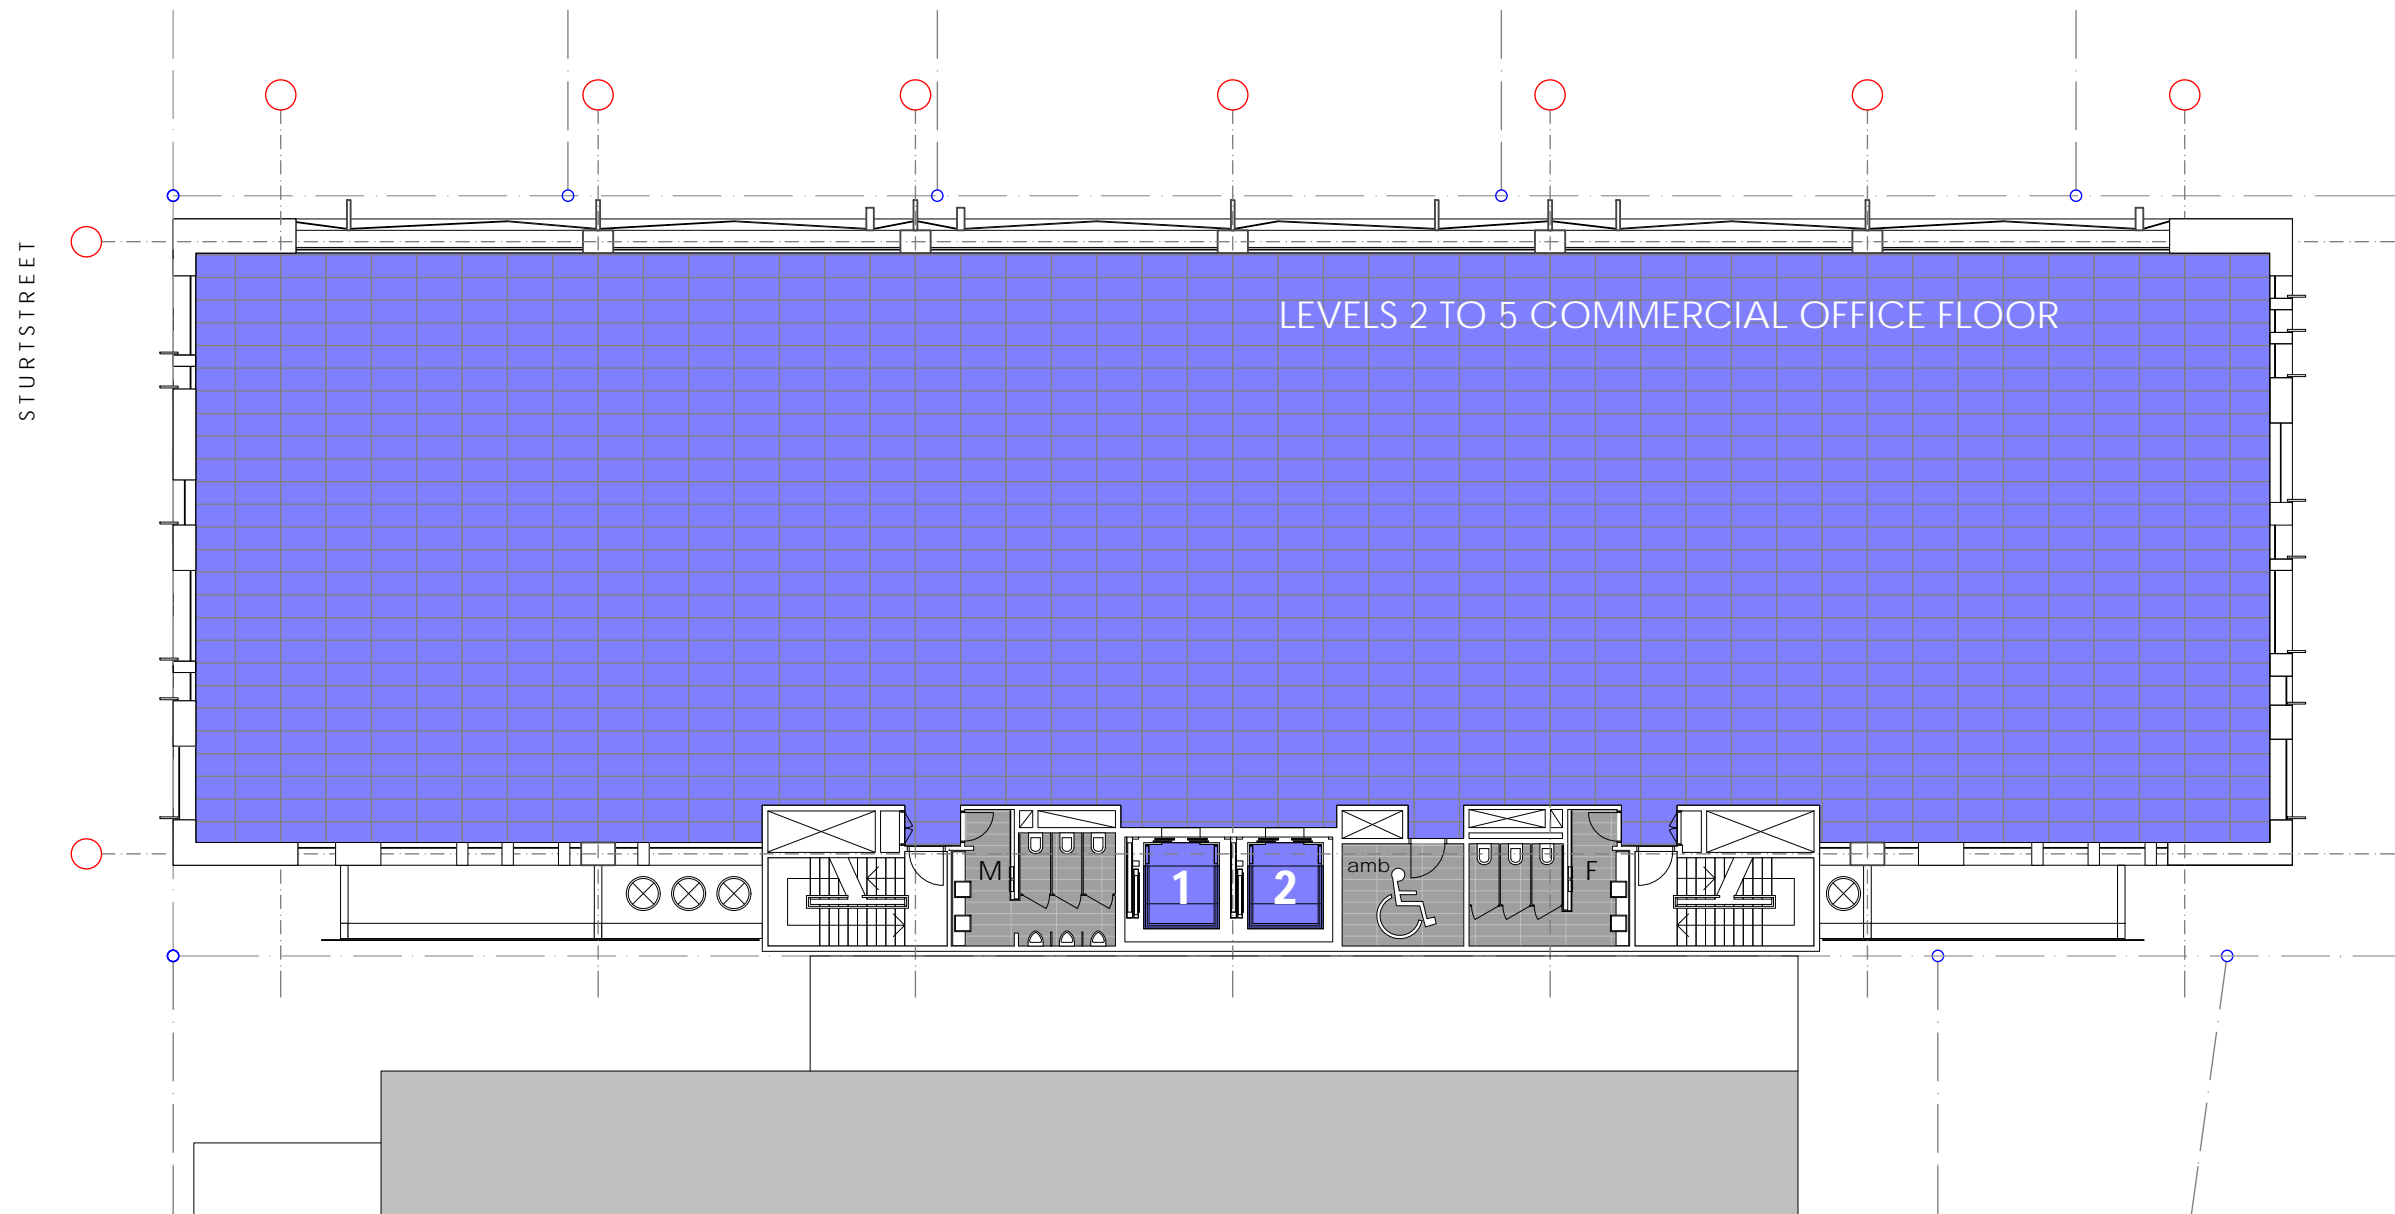 STURTSTREET
LEVELS 2 TO 5 COMMERCIAL OFFICE FLOOR
M
1
2
amb
F